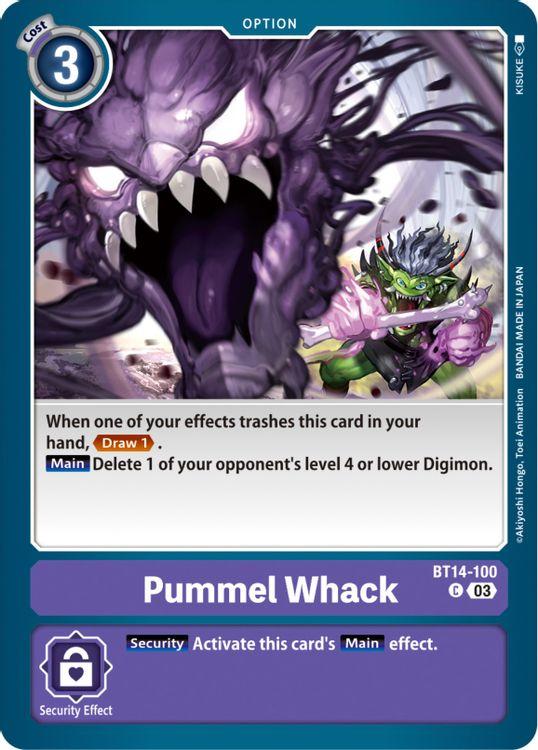 OPTION
Cost
3
KISUKE
When one of your effects trashes this card in your
hand, Draw 1 .
Main Delete 1 of your opponent's level 4 or lower Digimon.
©Akiyoshi Hongo, Toei Animation BANDAI MADE IN JAPAN
Pummel Whack
BT14-100
C 03
Security Activate this card's Main effect.
Security Effect